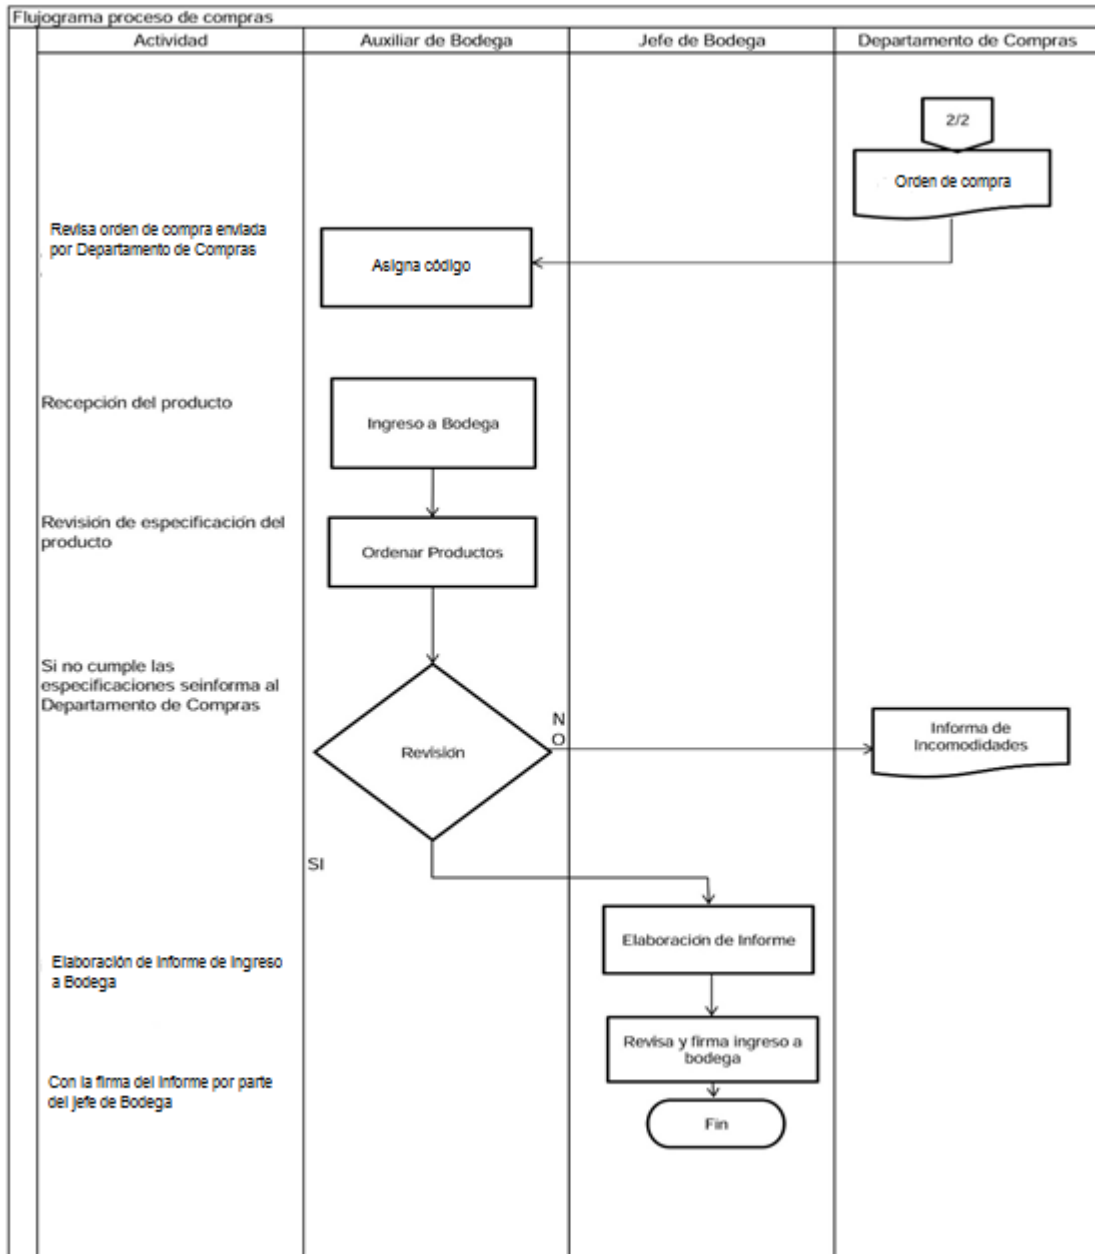 Flujograma proceso de compras
Actividad
Auxiliar de Bodega
Jefe de Bodega
Departamento de Compras
2/2
Orden de compra
Revisa orden de compra enviada
por Departamento de Compras
Asigna código
Recepción del producto
Ingreso a Bodega
Revisión de especificación del
producto
Ordenar Productos
Si no cumple las
especificaciones seinforma al
Departamento de Compras
Revisión
N
O
Informa de
Incomodidades
SI
Elaboración de Informe
Elaboración de Informe de Ingreso
a Bodega
Revisa y firma ingreso a
bodega
Con la firma del Informe por parte
del jefe de Bodega
Fin